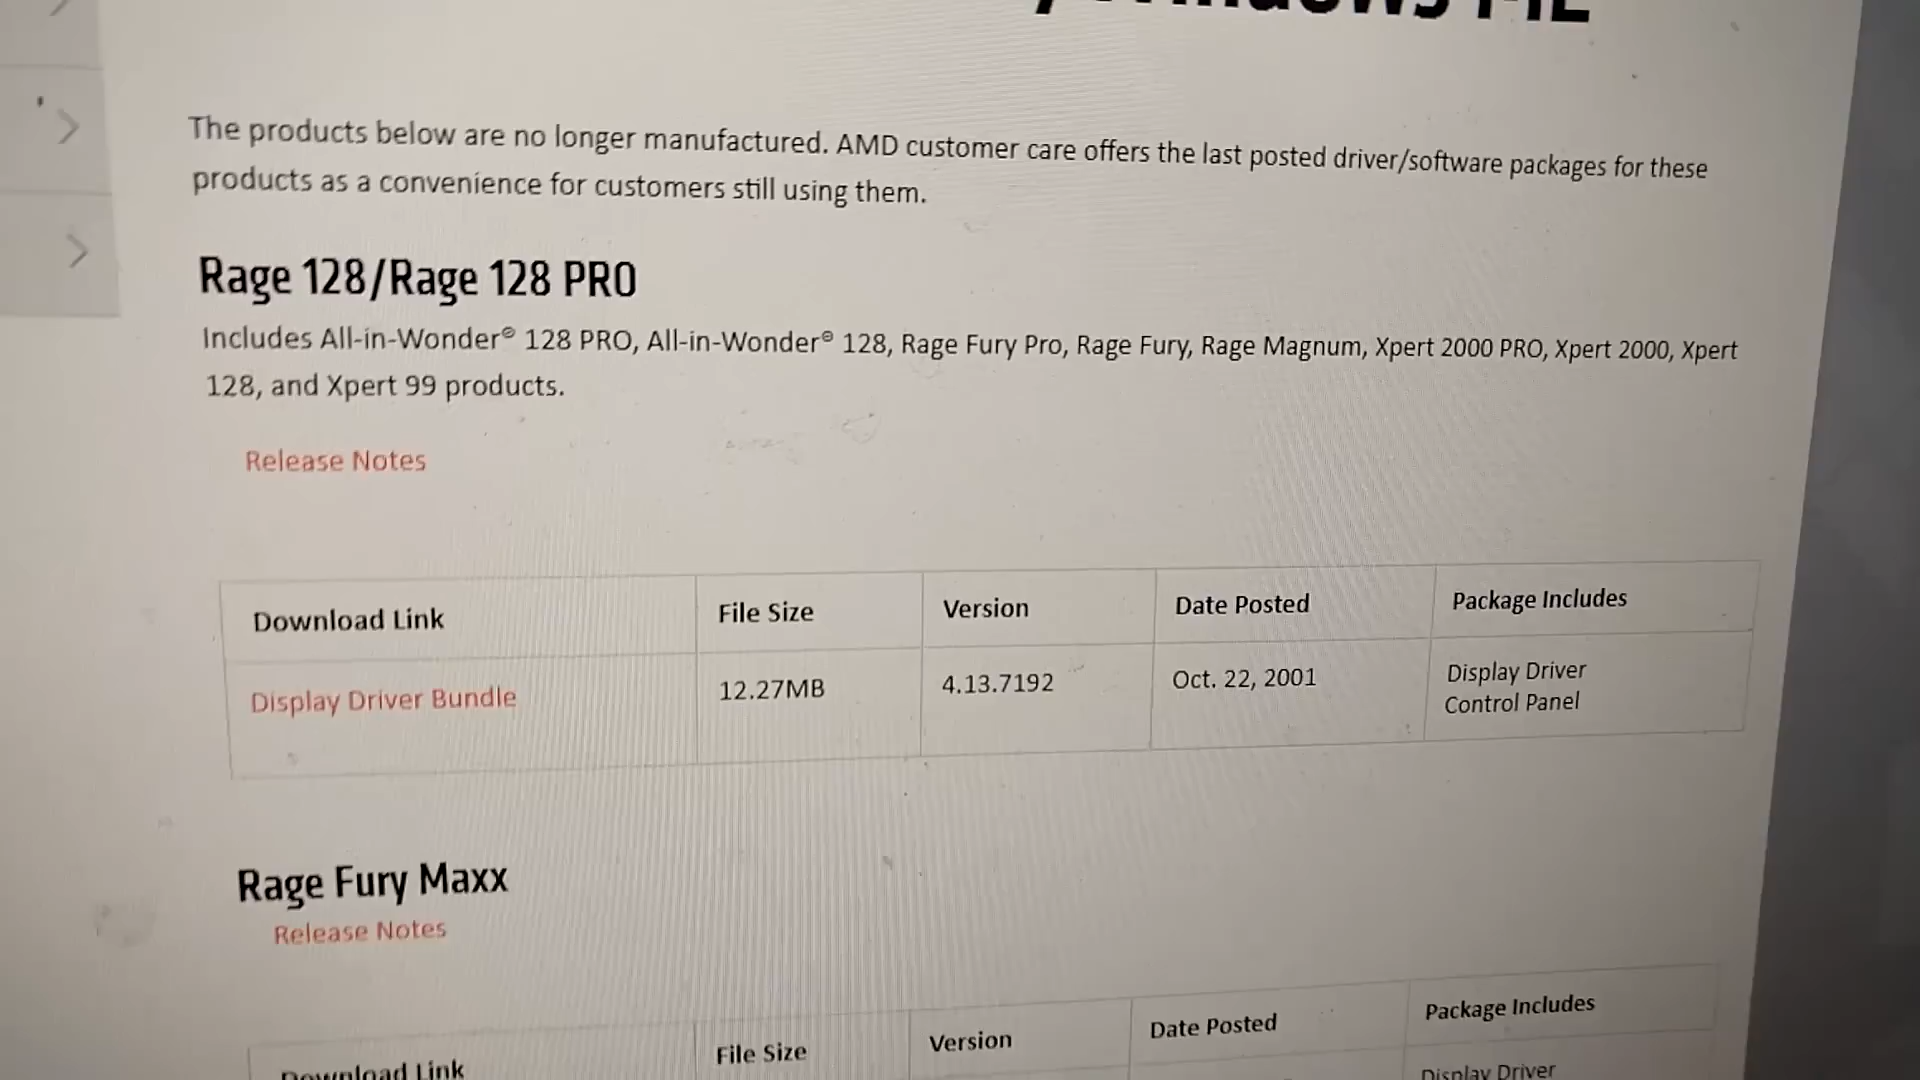 Windows ME
The products below are no longer manufactured. AMD customer care offers the last posted driver/software packages for these
products as a convenience for customers still using them.
Rage 128/Rage 128 PRO
Includes All-in-Wonder® 128 PRO, All-in-Wonder® 128, Rage Fury Pro, Rage Fury, Rage Magnum, Xpert 2000 PRO, Xpert 2000, Xpert
128, and Xpert 99 products.
Release Notes
Download Link File Size Version Date Posted Package Includes
Display Driver Bundle 12.27MB 4.13.7192 Oct. 22, 2001 Display Driver
Control Panel
Rage Fury Maxx
Release Notes
Download Link File Size Version Date Posted Package Includes
Display Driver